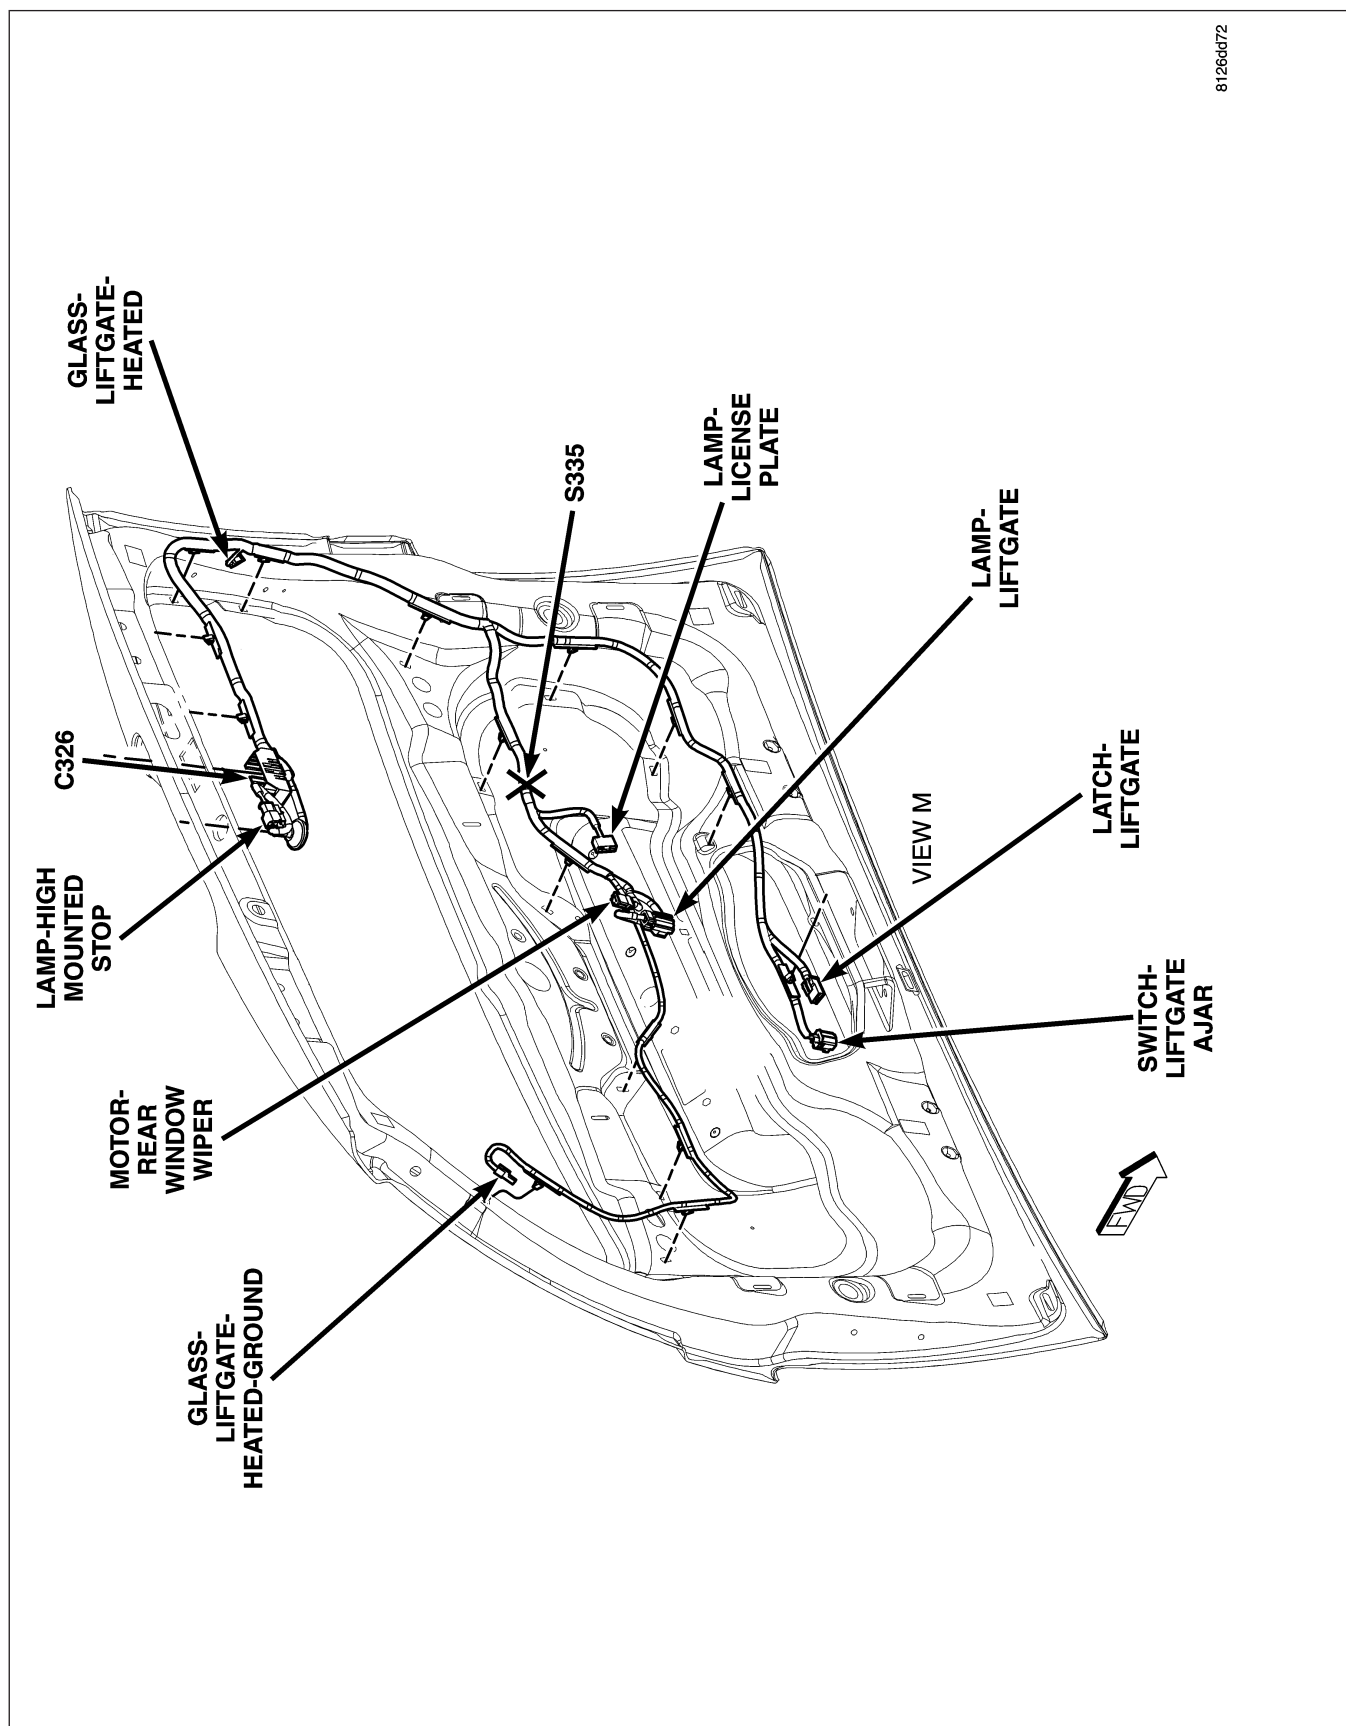 GLASS-
LIFTGATE-
HEATED-GROUND
MOTOR-
REAR
WINDOW
WIPER
LAMP-HIGH
MOUNTED
STOP
C326
GLASS-
LIFTGATE-
HEATED
S335
LAMP-
LICENSE
PLATE
LAMP-
LIFTGATE
LATCH-
LIFTGATE
SWITCH-
LIFTGATE
AJAR
VIEW M
FWD
8126dd72